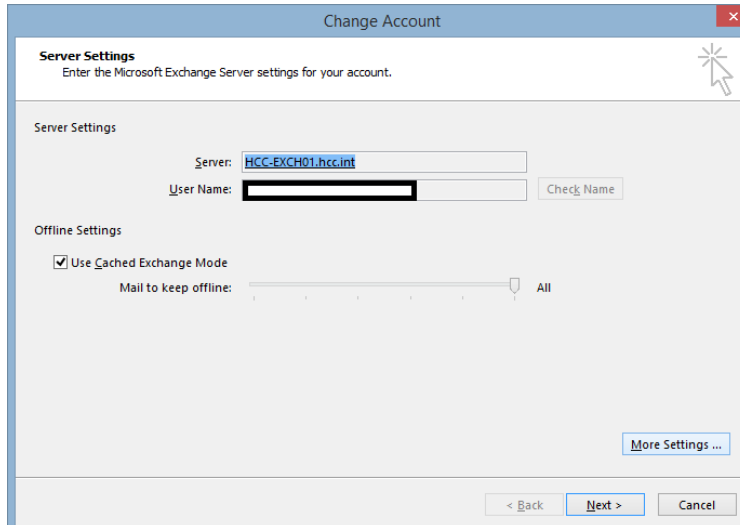 Change Account
Server Settings
Enter the Microsoft Exchange Server settings for your account.
Server Settings
Server: HCC-EXCH01.hcc.int
User Name: Check Name
Offline Settings
Use Cached Exchange Mode
Mail to keep offline: All
More Settings ...
< Back Next > Cancel